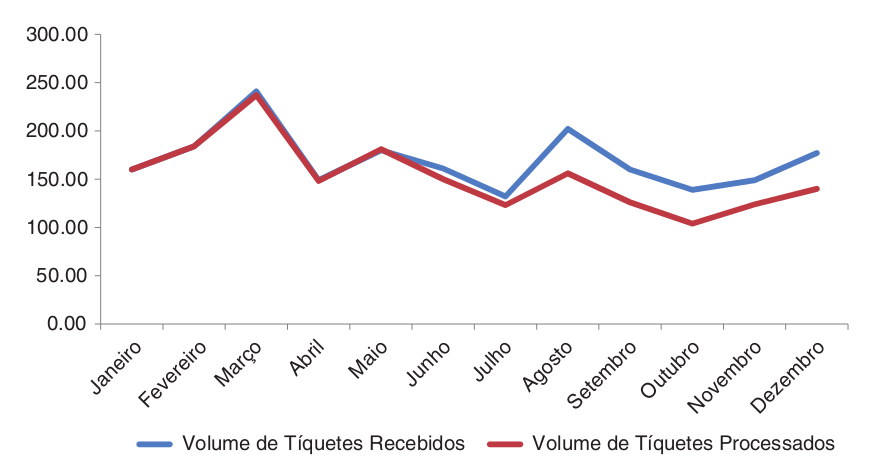 300.00
250.00
200.00
150.00
100.00
50.00
0.00
Janeiro
Fevereiro
Março
Abril
Maio
Junho
Julho
Agosto
Setembro
Outubro
Novembro
Dezembro
Volume de Tíquetes Recebidos
Volume de Tíquetes Processados